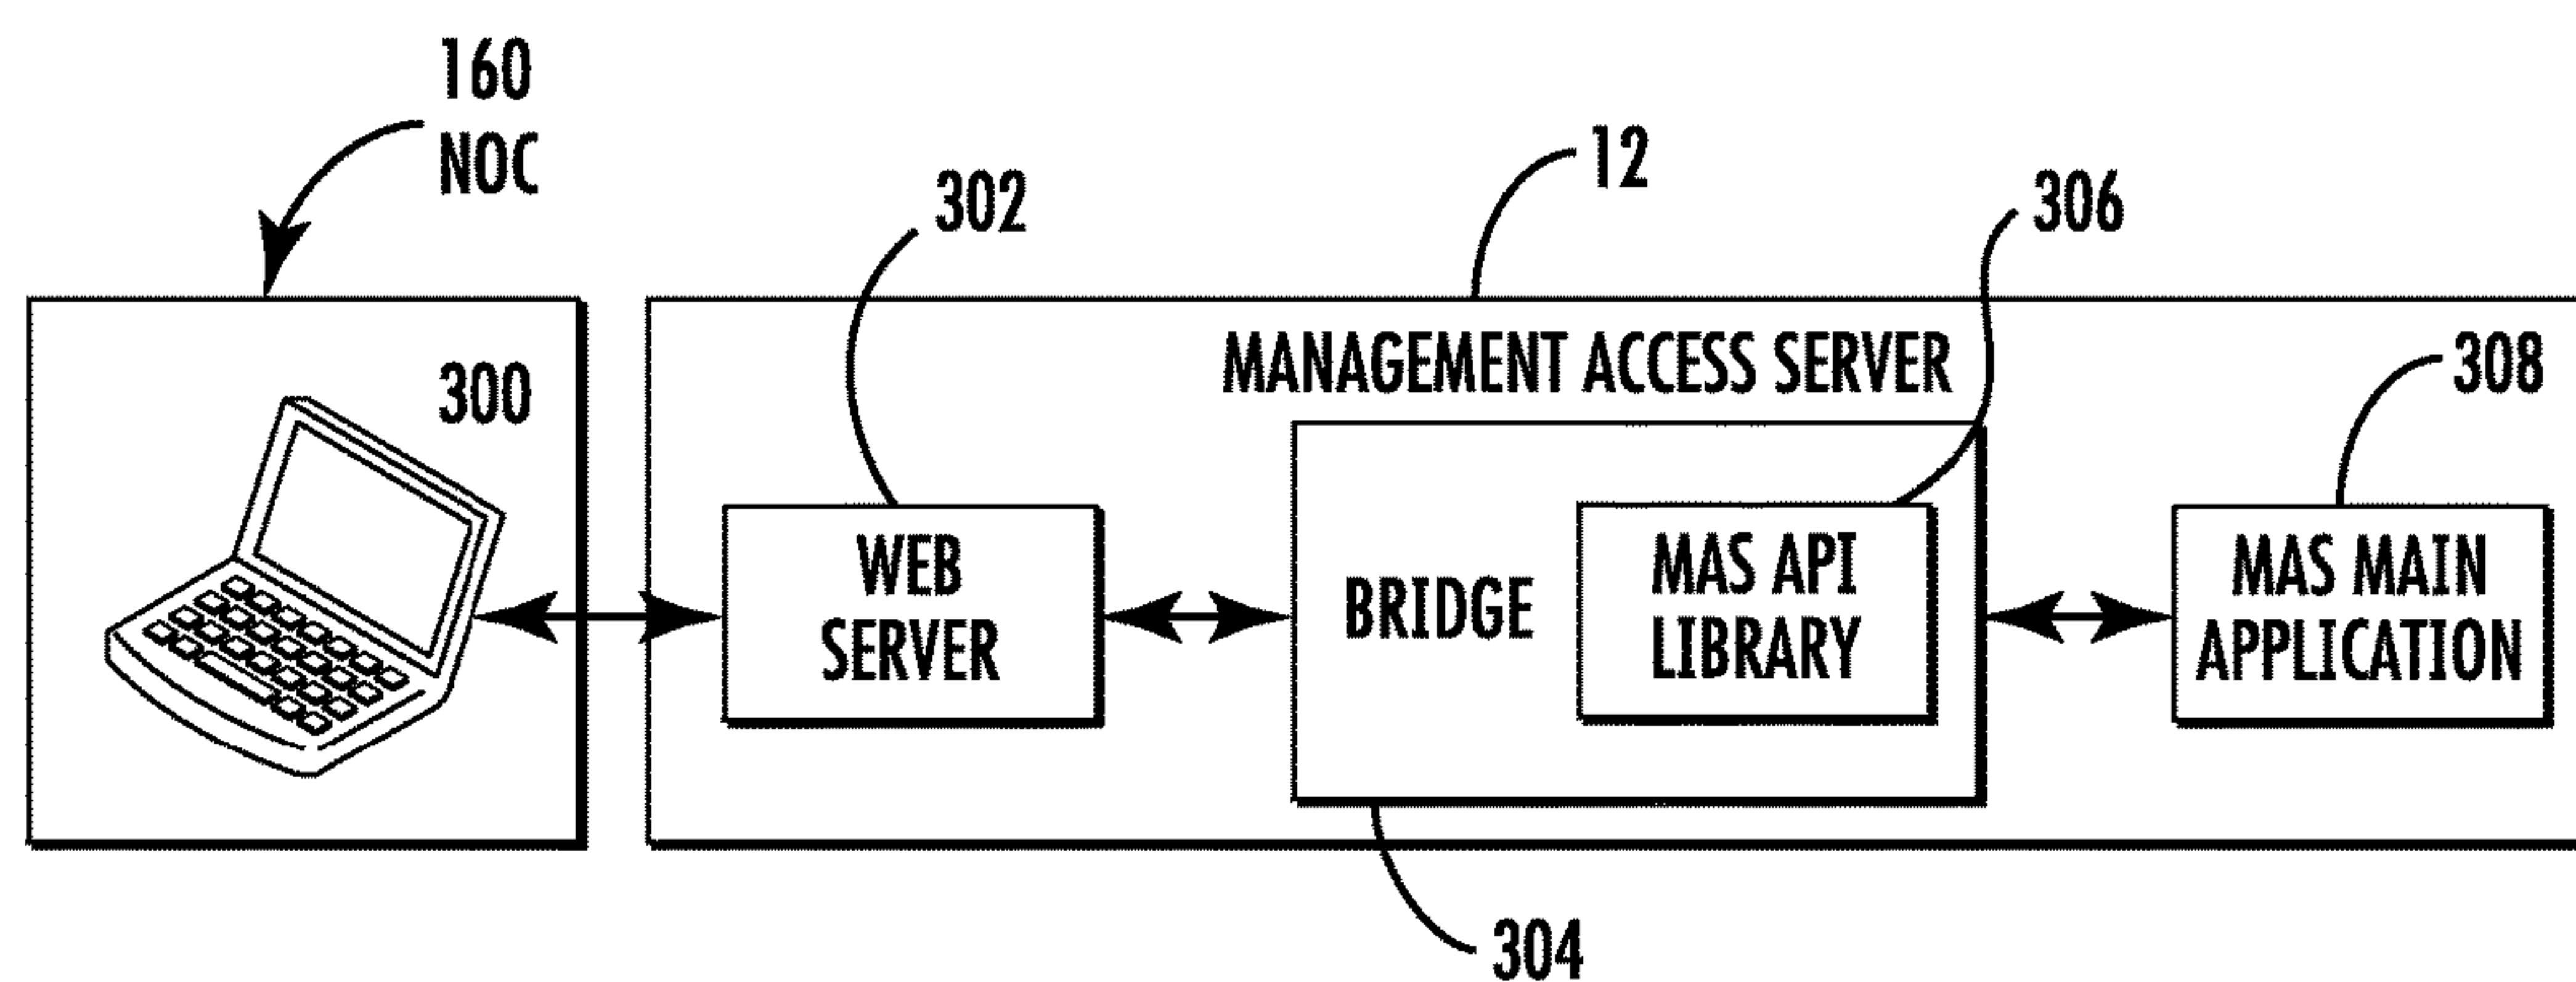 160
NOC
12
302
306
MANAGEMENT ACCESS SERVER
308
300
WEB
SERVER
BRIDGE
MAS API
LIBRARY
MAS MAIN
APPLICATION
304